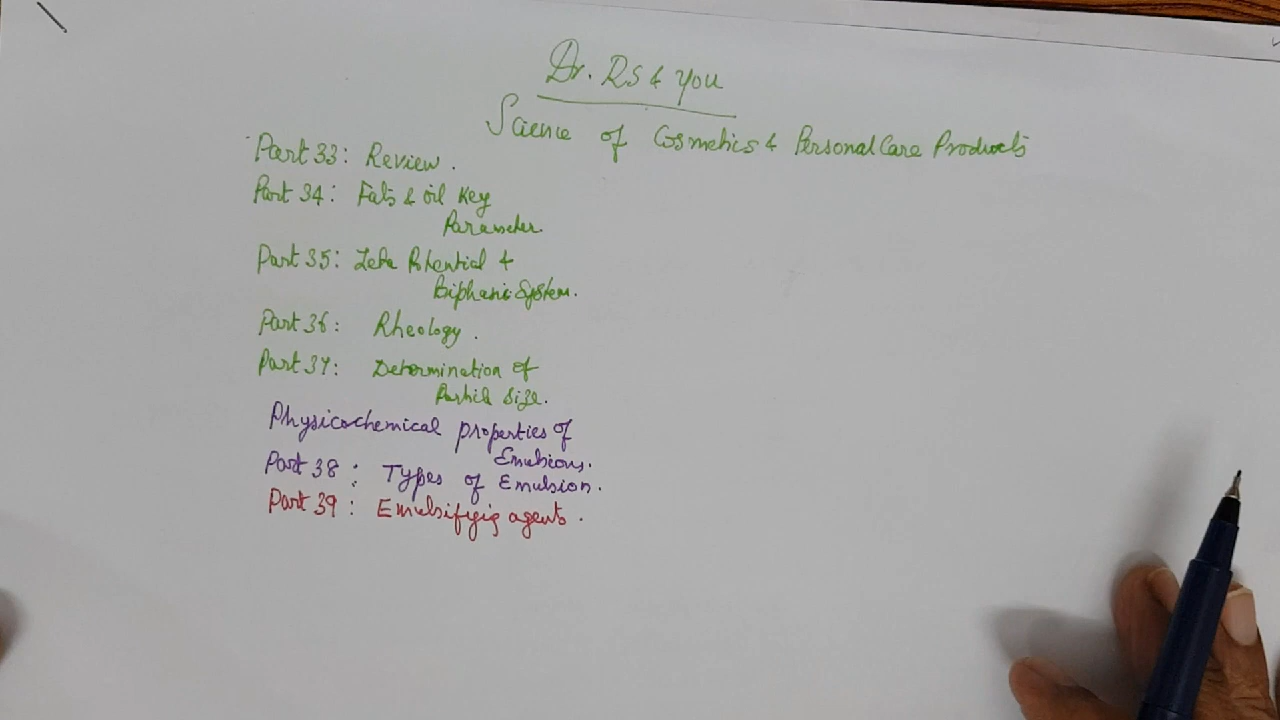 Dr. RS & You
Science of Cosmetics & Personal Care Products
Part 33: Review.
Part 34: Fats & oil Key
Parameter.
Part 35: Zeta Potential &
Biphasic System.
Part 36: Rheology.
Part 37: Determination of
Particle Size.
Physicochemical properties of
Emulsions.
Part 38: Types of Emulsion.
Part 39: Emulsifying agents.